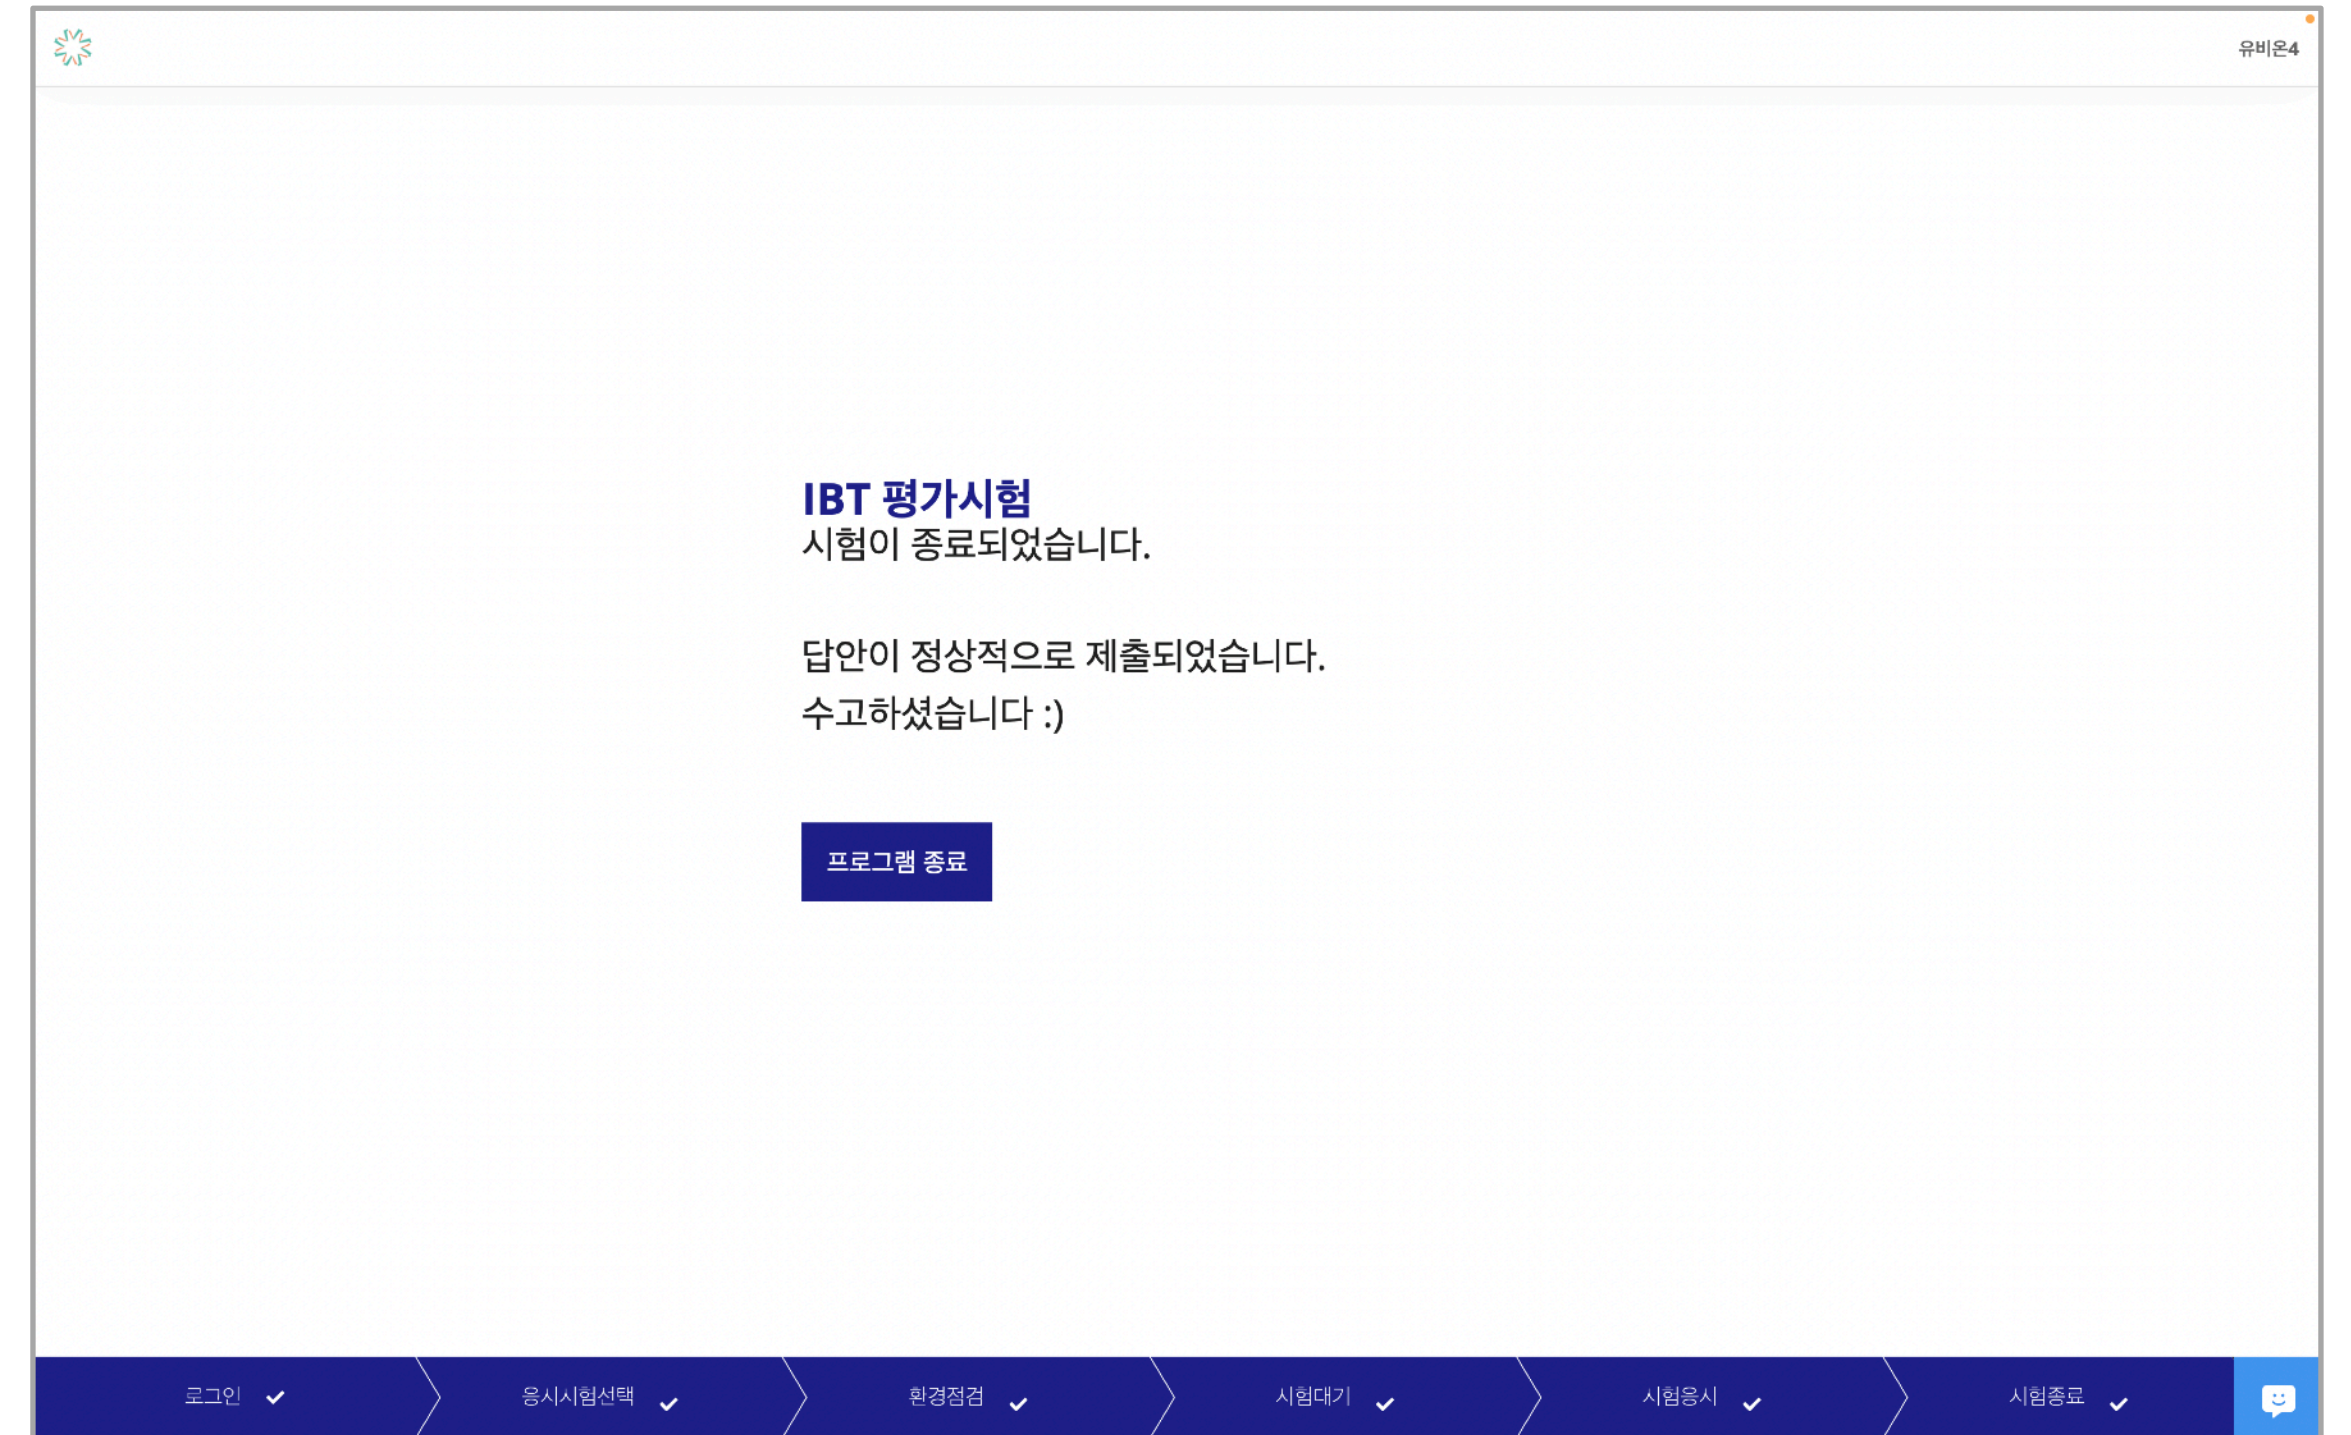 유비온4
IBT 평가시험
시험이 종료되었습니다.
답안이 정상적으로 제출되었습니다.
수고하셨습니다 :)
프로그램 종료
로그인
응시시험선택
환경점검
시험대기
시험응시
시험종료